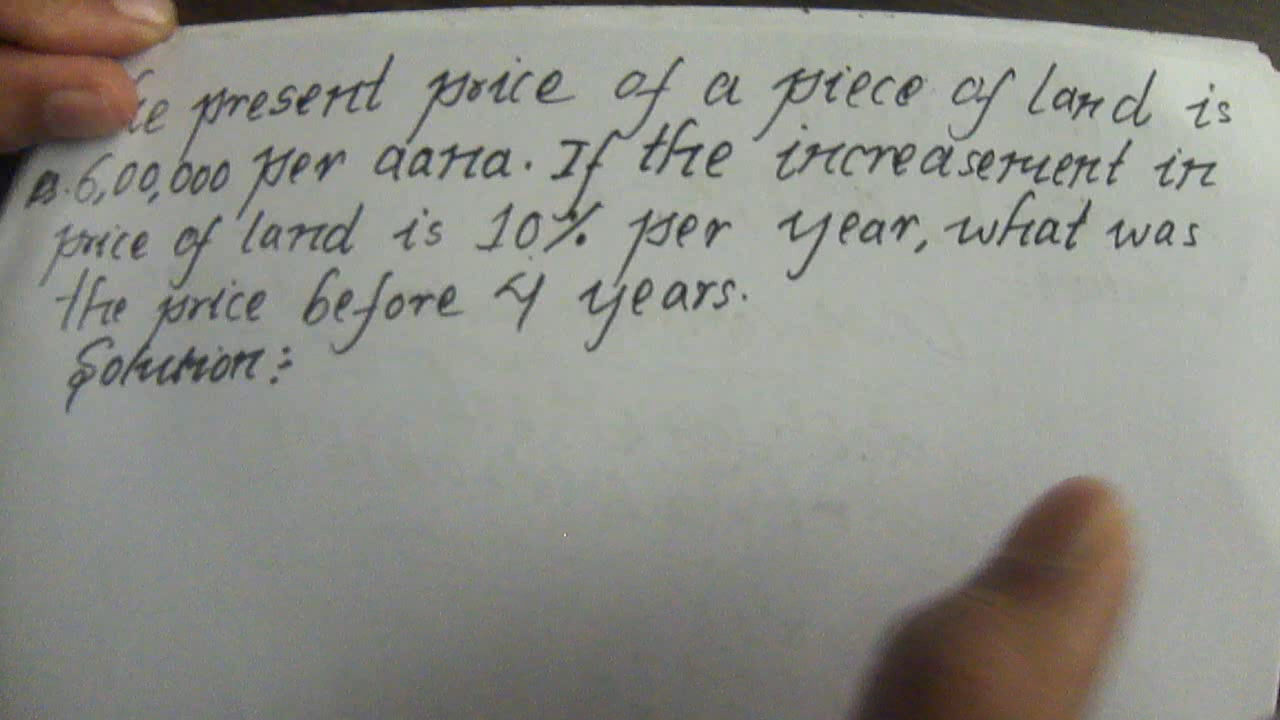 present price of a piece of land is
Rs. 6,00,000 per aana. If the increasement in
price of land is 10% per year, what was
the price before 4 years.
Solution:-